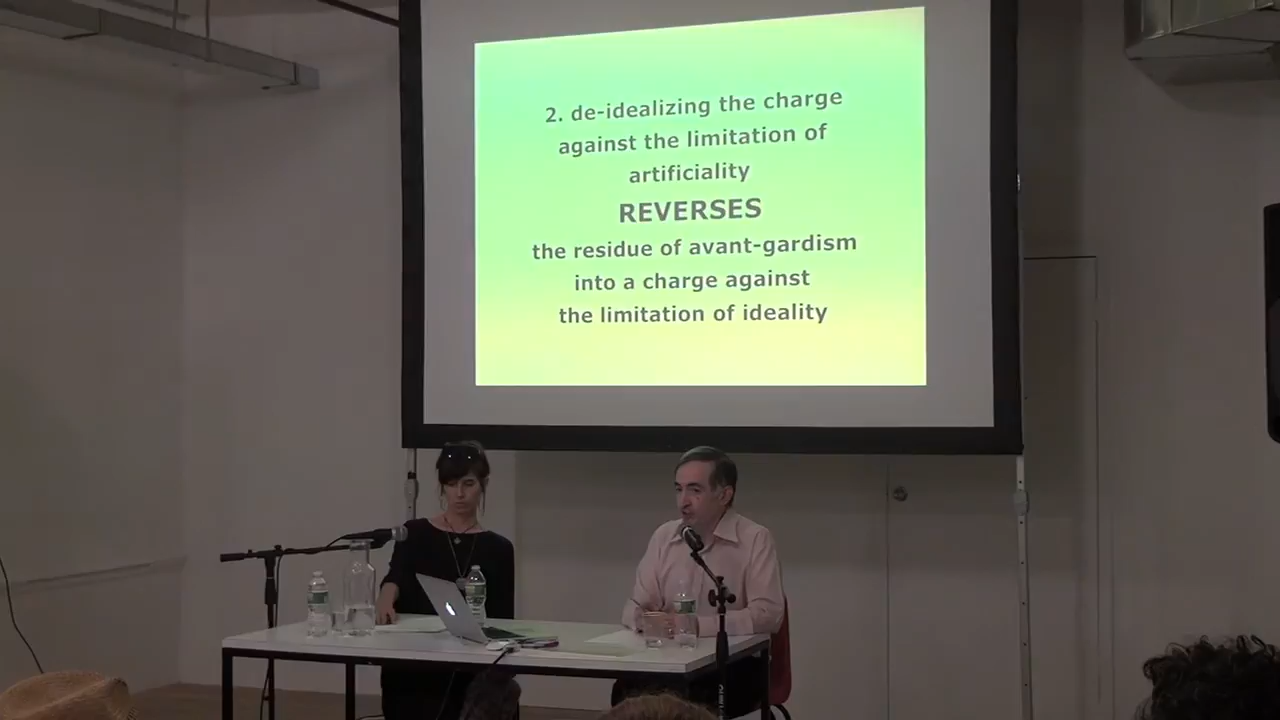 2. de-idealizing the charge
against the limitation of
artificiality
REVERSES
the residue of avant-gardism
into a charge against
the limitation of ideality